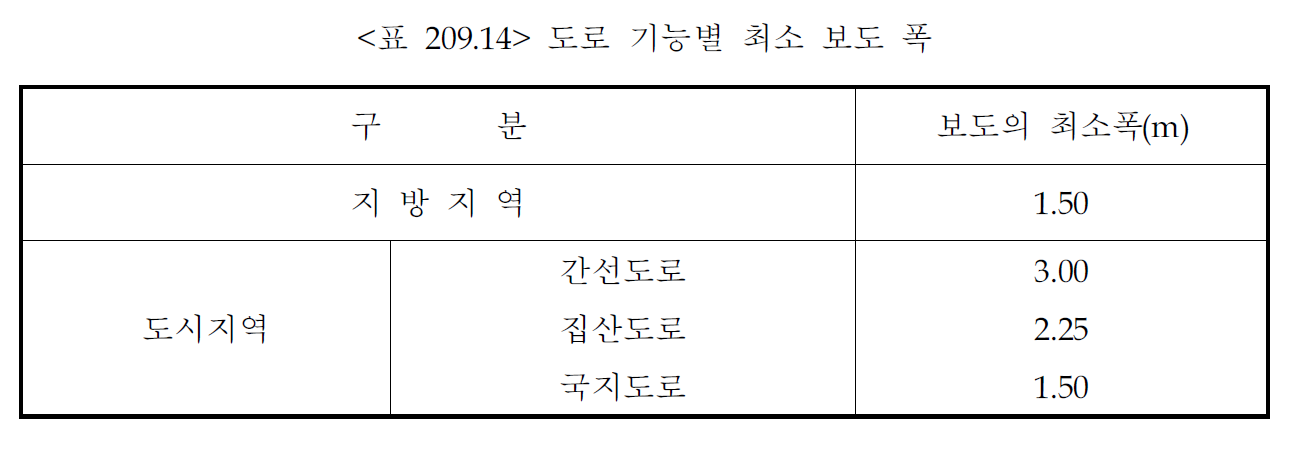 <표 209.14> 도로 기능별 최소 보도 폭
구 분 보도의 최소폭(m)
지 방 지 역 1.50
간선도로 3.00
도시지역 집산도로 2.25
국지도로 1.50